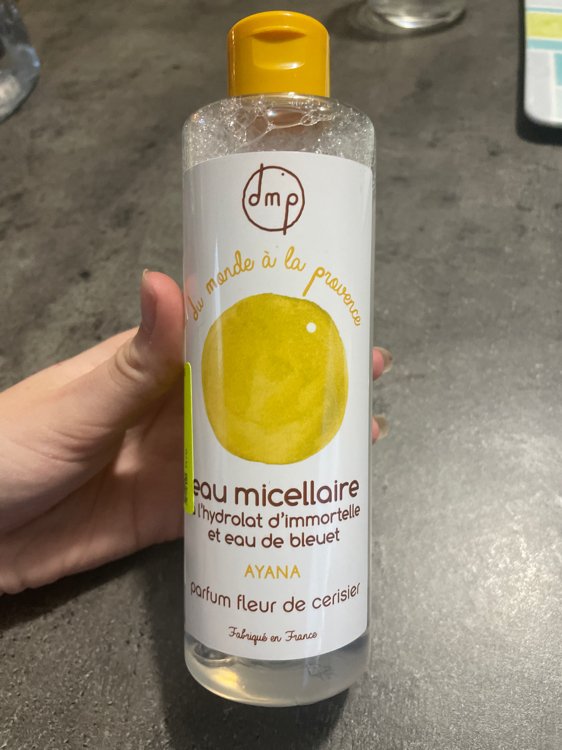 dmp
du monde à la provence
eau micellaire
l'hydrolat d'immortelle
et eau de bleuet
AYANA
parfum fleur de cerisier
Fabriqué en France